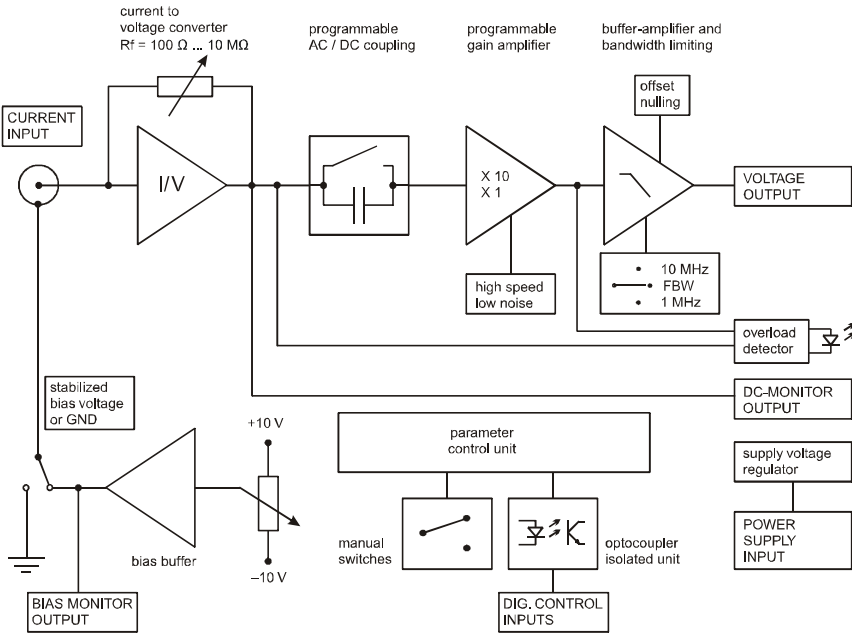 current to
voltage converter
Rf = 100 Ω ... 10 MΩ
programmable
AC / DC coupling
programmable
gain amplifier
buffer-amplifier and
bandwidth limiting
offset
nulling
CURRENT
INPUT
I/V
X 10
X 1
VOLTAGE
OUTPUT
high speed
low noise
10 MHz
FBW
1 MHz
overload
detector
stabilized
bias voltage
or GND
DC-MONITOR
OUTPUT
+10 V
parameter
control unit
supply voltage
regulator
manual
switches
optocoupler
isolated unit
POWER
SUPPLY
INPUT
bias buffer
–10 V
BIAS MONITOR
OUTPUT
DIG. CONTROL
INPUTS